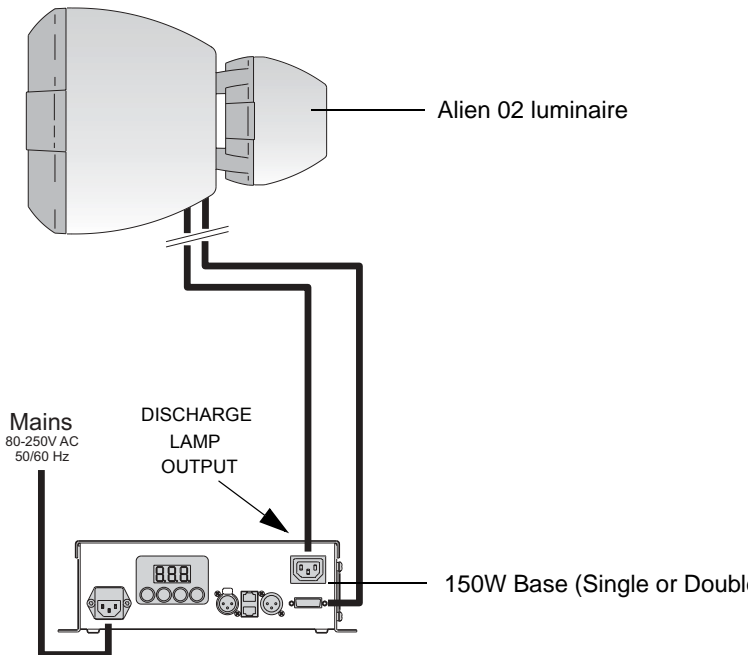 Alien 02 luminaire
Mains
80-250V AC
50/60 Hz
DISCHARGE
LAMP
OUTPUT
8.8.8.
150W Base (Single or Double